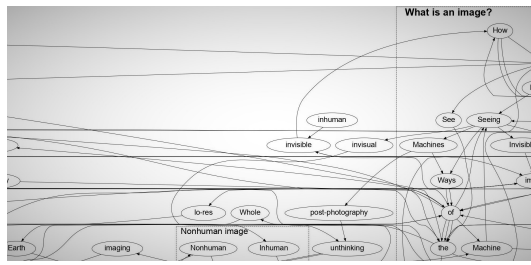 What is an image?
How
inhuman
See
Seeing
invisible
invisual
Machines
Ways
lo-res
Whole
post-photography
of
Nonhuman image
Earth
imaging
Nonhuman
Inhuman
unthinking
the
Machine